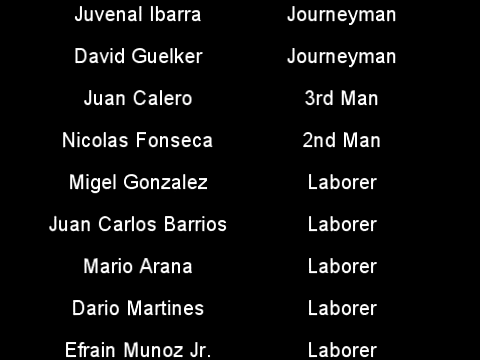 Juvenal Ibarra Journeyman
David Guelker Journeyman
Juan Calero 3rd Man
Nicolas Fonseca 2nd Man
Migel Gonzalez Laborer
Juan Carlos Barrios Laborer
Mario Arana Laborer
Dario Martines Laborer
Efrain Munoz Jr. Laborer